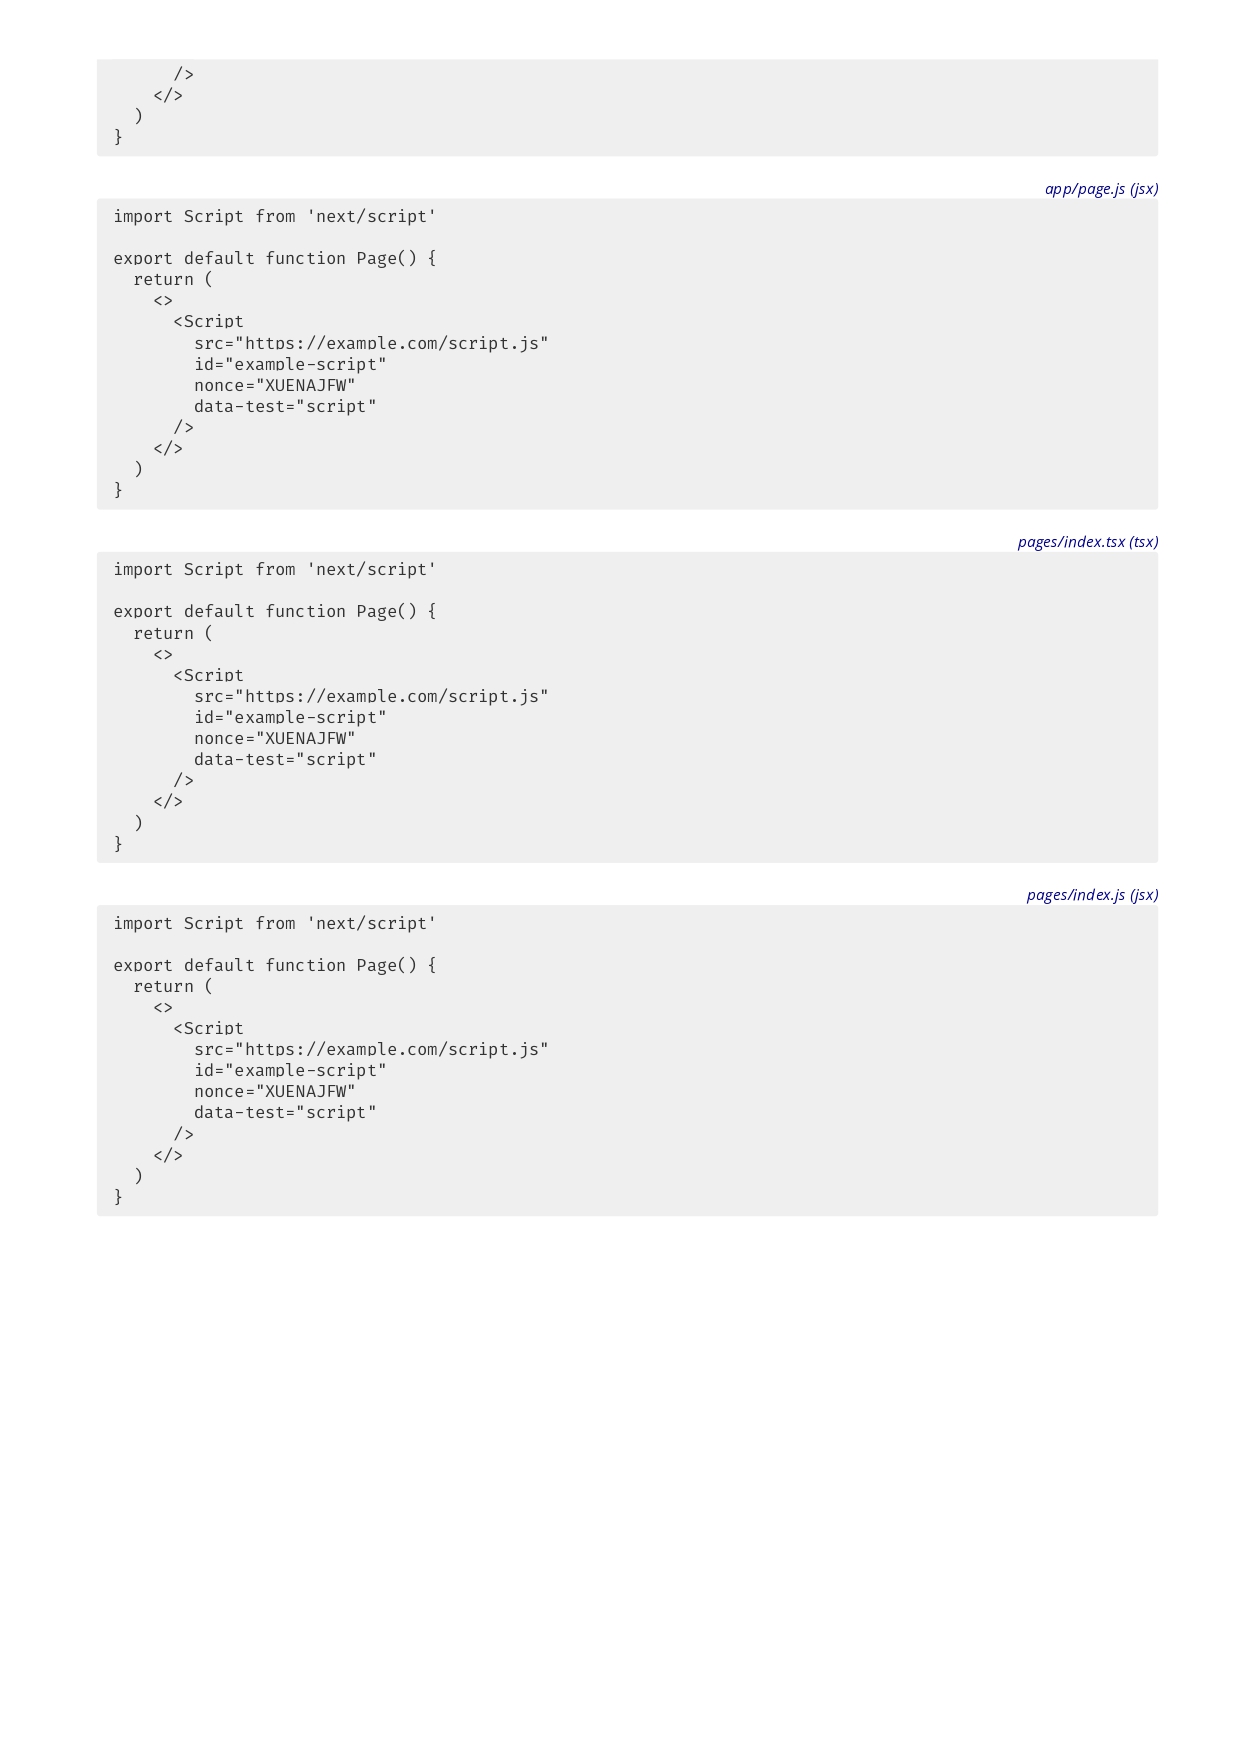 />
    </>
  )
}
app/page.js (jsx)
import Script from 'next/script'

export default function Page() {
  return (
    <>
      <Script
        src="https://example.com/script.js"
        id="example-script"
        nonce="XUENAJFW"
        data-test="script"
      />
    </>
  )
}
pages/index.tsx (tsx)
import Script from 'next/script'

export default function Page() {
  return (
    <>
      <Script
        src="https://example.com/script.js"
        id="example-script"
        nonce="XUENAJFW"
        data-test="script"
      />
    </>
  )
}
pages/index.js (jsx)
import Script from 'next/script'

export default function Page() {
  return (
    <>
      <Script
        src="https://example.com/script.js"
        id="example-script"
        nonce="XUENAJFW"
        data-test="script"
      />
    </>
  )
}